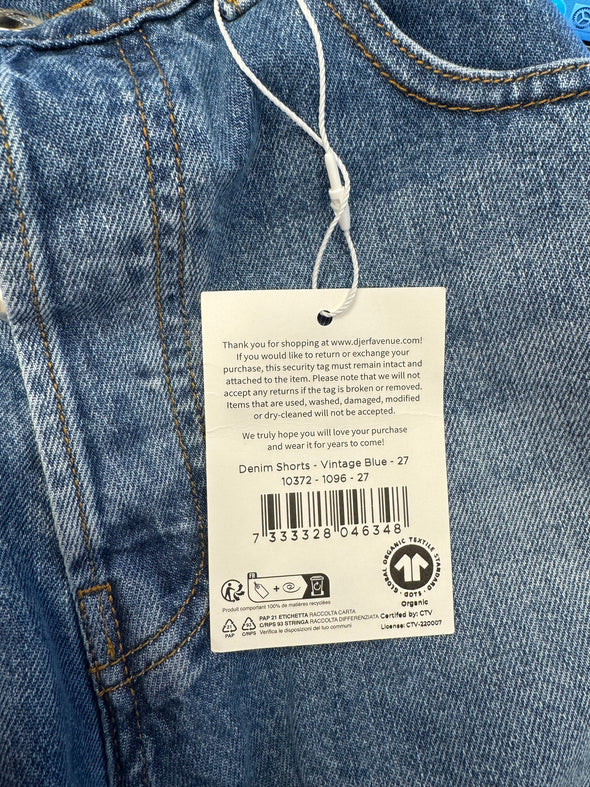 Thank you for shopping at www.djerfavenue.com!
If you would like to return or exchange your
purchase, this security tag must remain intact and
attached to the item. Please note that we will not
accept any returns if the tag is broken or removed.
Items that are used, washed, damaged, modified
or dry-cleaned will not be accepted.
We truly hope you will love your purchase
and wear it for years to come!
Denim Shorts - Vintage Blue - 27
10372 - 1096 - 27
7 333328 046348
GLOBAL ORGANIC TEXTILE STANDARD
· GOTS ·
Organic
Certifed by: CTV
License: CTV-220007
FR
+
Produit comportant 100% de matières recyclées
21
PAP
C/RPS
PAP 21 ETICHETTA RACCOLTA CARTA
C/RPS 93 STRINGA RACCOLTA DIFFERENZIATA
Verifica le disposizioni del tuo comuni